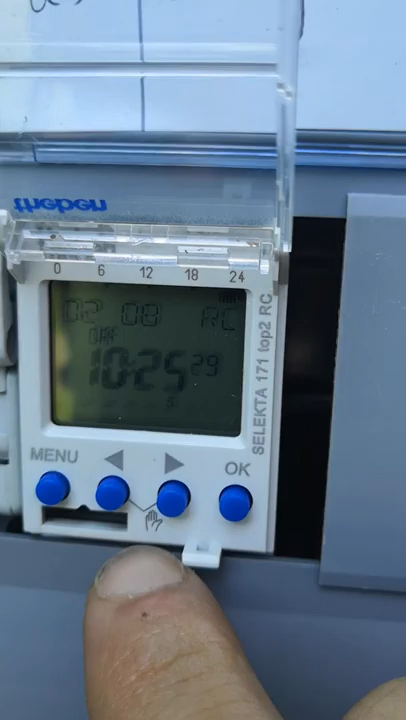 theben
0 6 12 18 24
02 08 RC
OFF
10:25 29
6
SELEKTA 171 top2 RC
MENU
OK